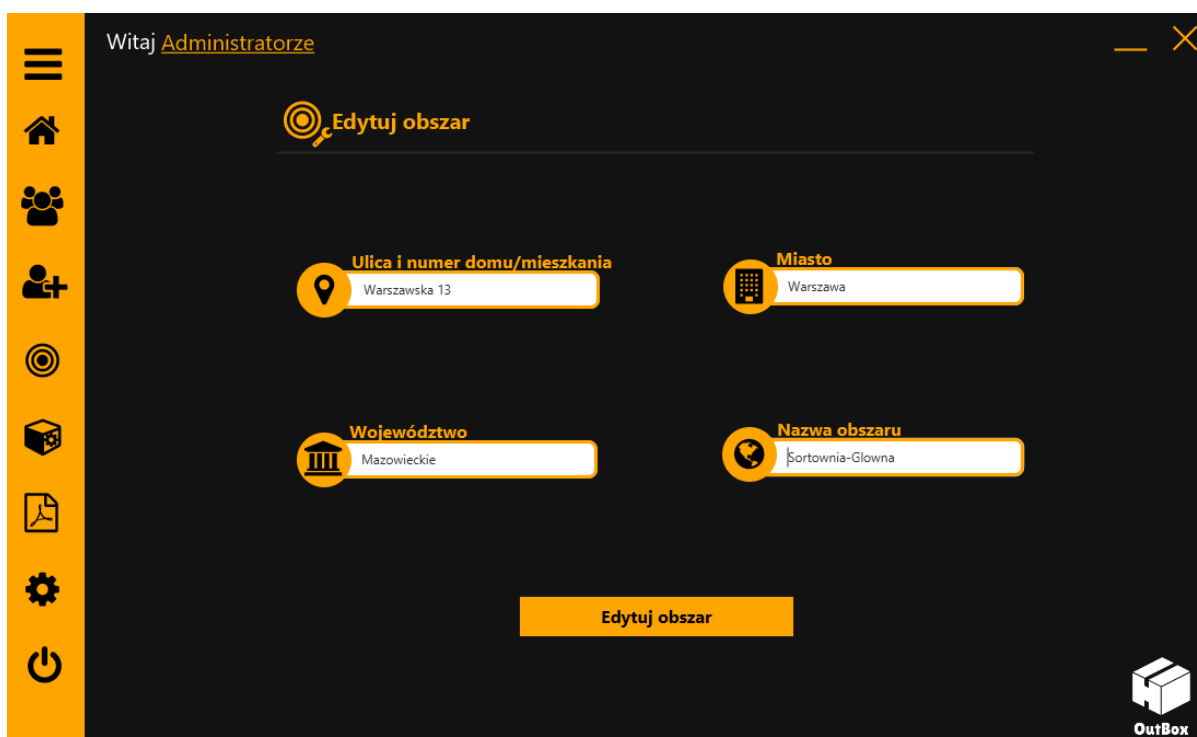 Witaj Administratorze
Edytuj obszar
Ulica i numer domu/mieszkania
Warszawska 13
Miasto
Warszawa
Województwo
Mazowieckie
Nazwa obszaru
Sortownia-Glowna
Edytuj obszar
OutBox